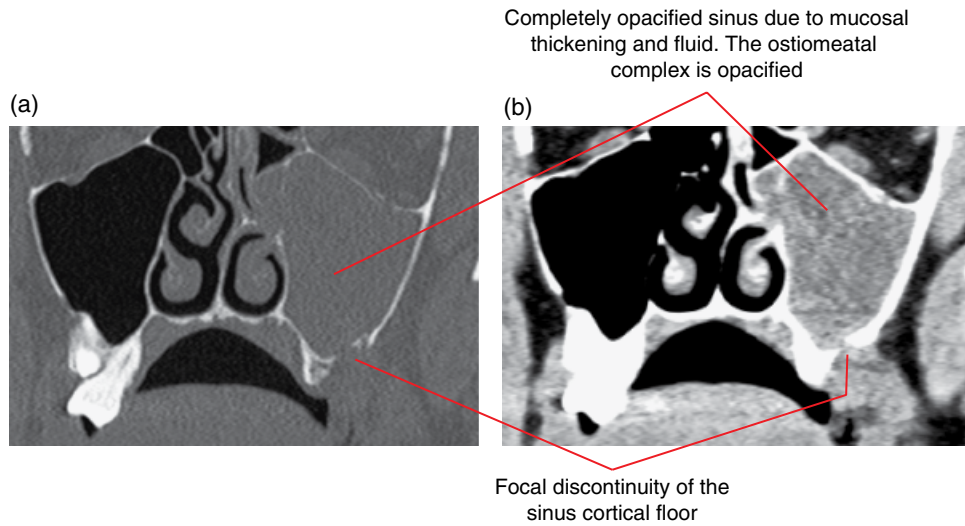 Completely opacified sinus due to mucosal
thickening and fluid. The ostiomeatal
complex is opacified
(a)
(b)
Focal discontinuity of the
sinus cortical floor